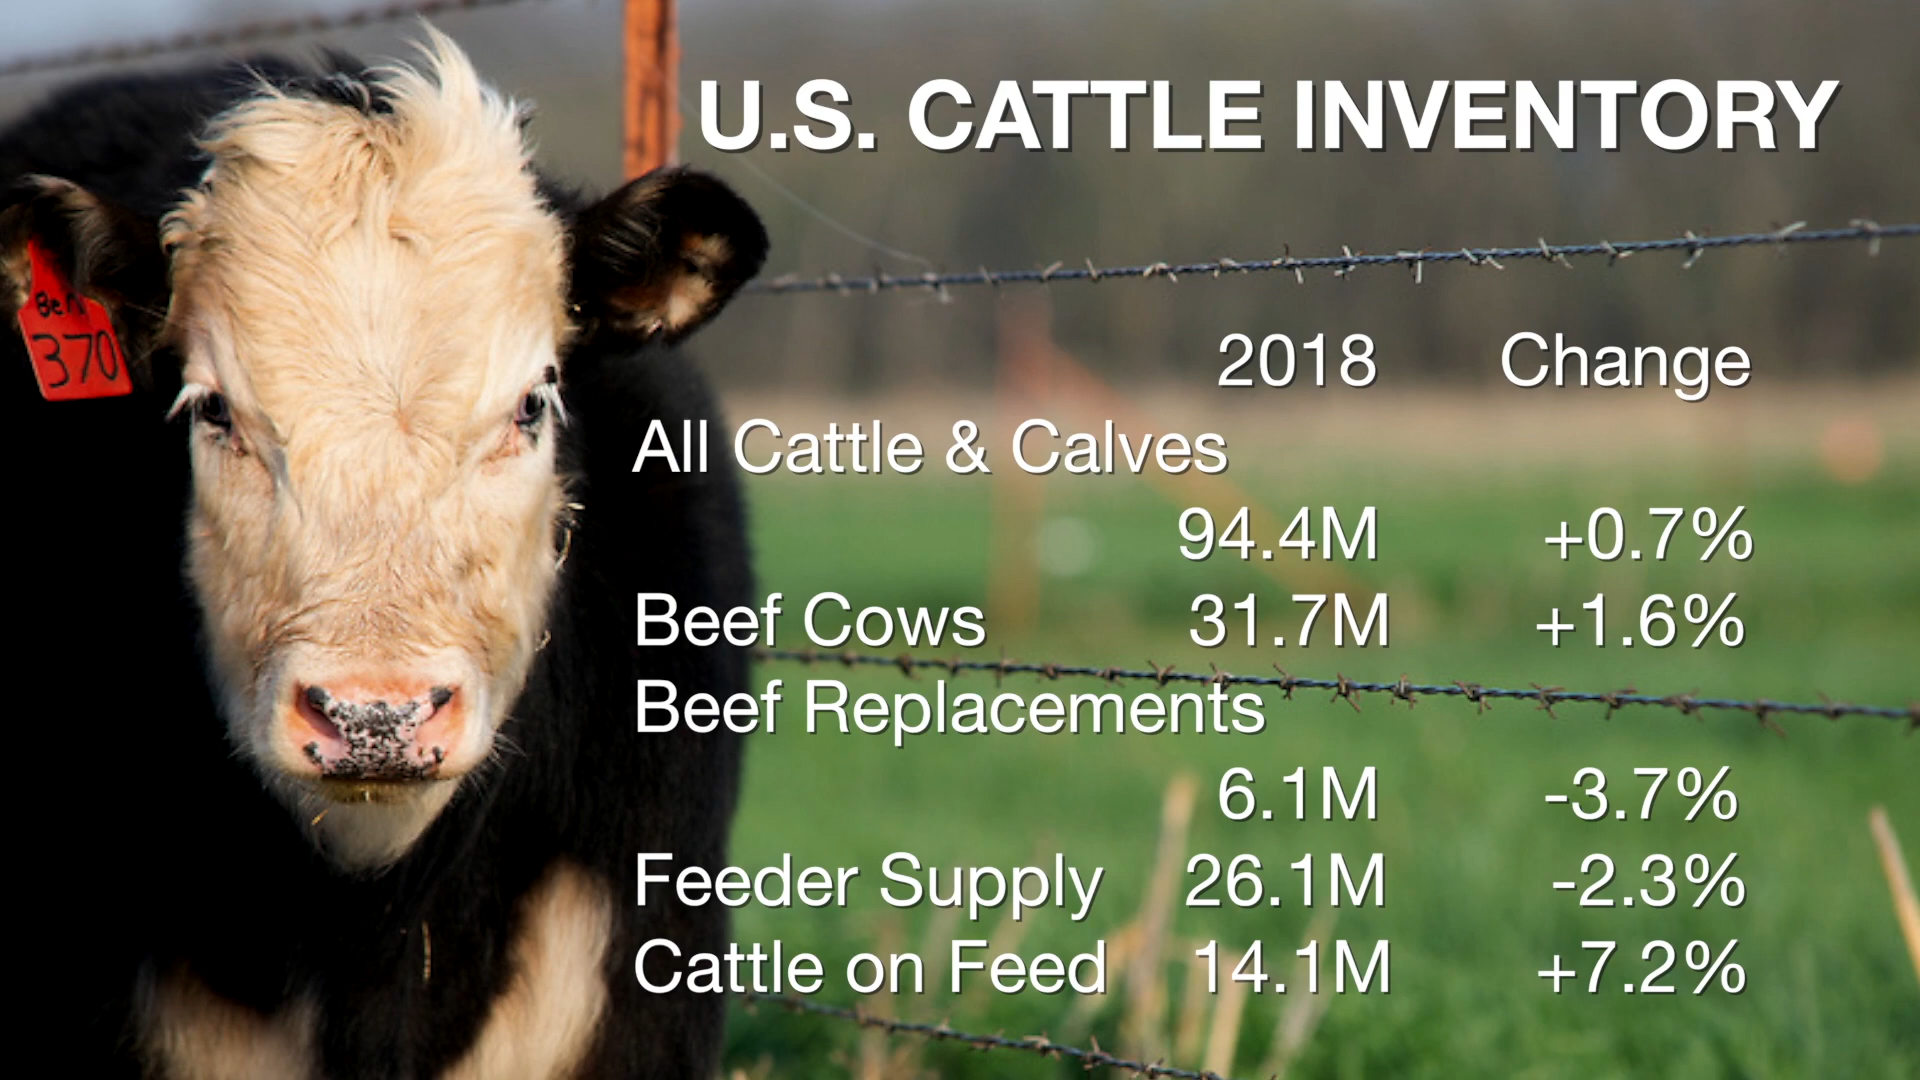 U.S. CATTLE INVENTORY
2018 Change
All Cattle & Calves
94.4M +0.7%
Beef Cows 31.7M +1.6%
Beef Replacements
6.1M -3.7%
Feeder Supply 26.1M -2.3%
Cattle on Feed 14.1M +7.2%
370